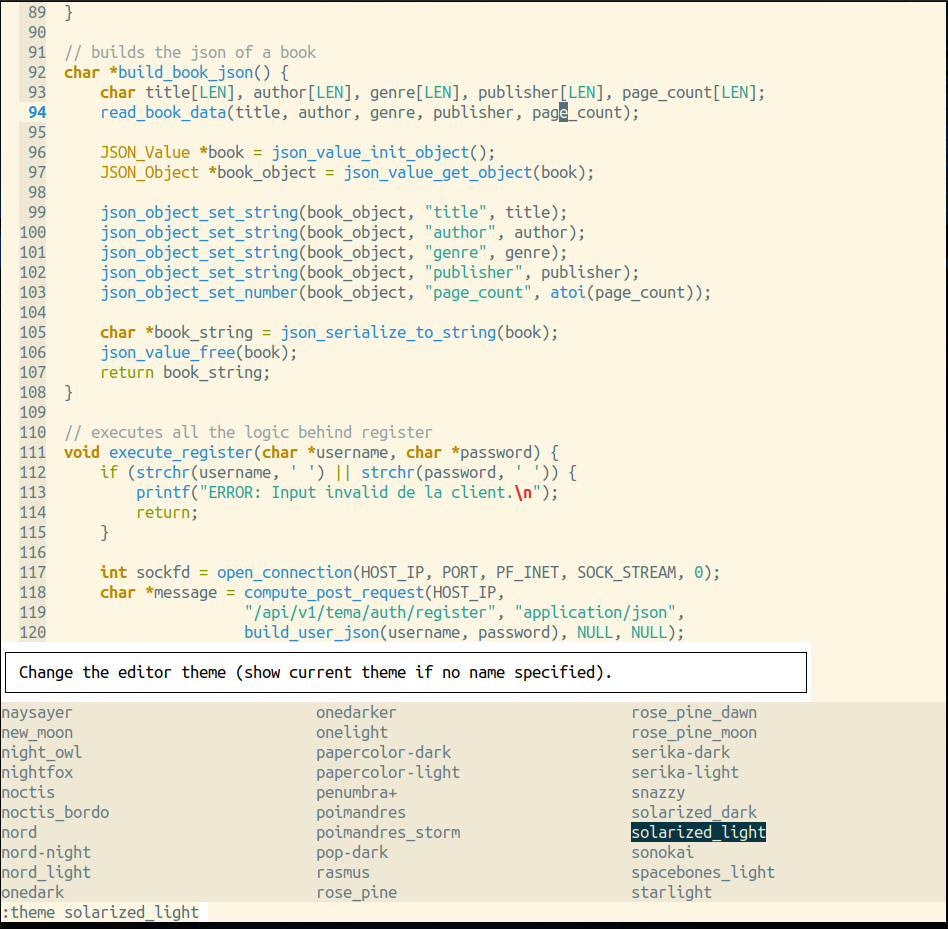 89 }
90
91 // builds the json of a book
92 char *build_book_json() {
93     char title[LEN], author[LEN], genre[LEN], publisher[LEN], page_count[LEN];
94     read_book_data(title, author, genre, publisher, page_count);
95
96     JSON_Value *book = json_value_init_object();
97     JSON_Object *book_object = json_value_get_object(book);
98
99     json_object_set_string(book_object, "title", title);
100     json_object_set_string(book_object, "author", author);
101     json_object_set_string(book_object, "genre", genre);
102     json_object_set_string(book_object, "publisher", publisher);
103     json_object_set_number(book_object, "page_count", atoi(page_count));
104
105     char *book_string = json_serialize_to_string(book);
106     json_value_free(book);
107     return book_string;
108 }
109
110 // executes all the logic behind register
111 void execute_register(char *username, char *password) {
112     if (strchr(username, ' ') || strchr(password, ' ')) {
113         printf("ERROR: Input invalid de la client.\n");
114         return;
115     }
116
117     int sockfd = open_connection(HOST_IP, PORT, PF_INET, SOCK_STREAM, 0);
118     char *message = compute_post_request(HOST_IP,
119                     "/api/v1/tema/auth/register", "application/json",
120                     build_user_json(username, password), NULL, NULL);
Change the editor theme (show current theme if no name specified).
naysayer onedarker rose_pine_dawn
new_moon onelight rose_pine_moon
night_owl papercolor-dark serika-dark
nightfox papercolor-light serika-light
noctis penumbra+ snazzy
noctis_bordo poimandres solarized_dark
nord poimandres_storm solarized_light
nord-night pop-dark sonokai
nord_light rasmus spacebones_light
onedark rose_pine starlight
:theme solarized_light